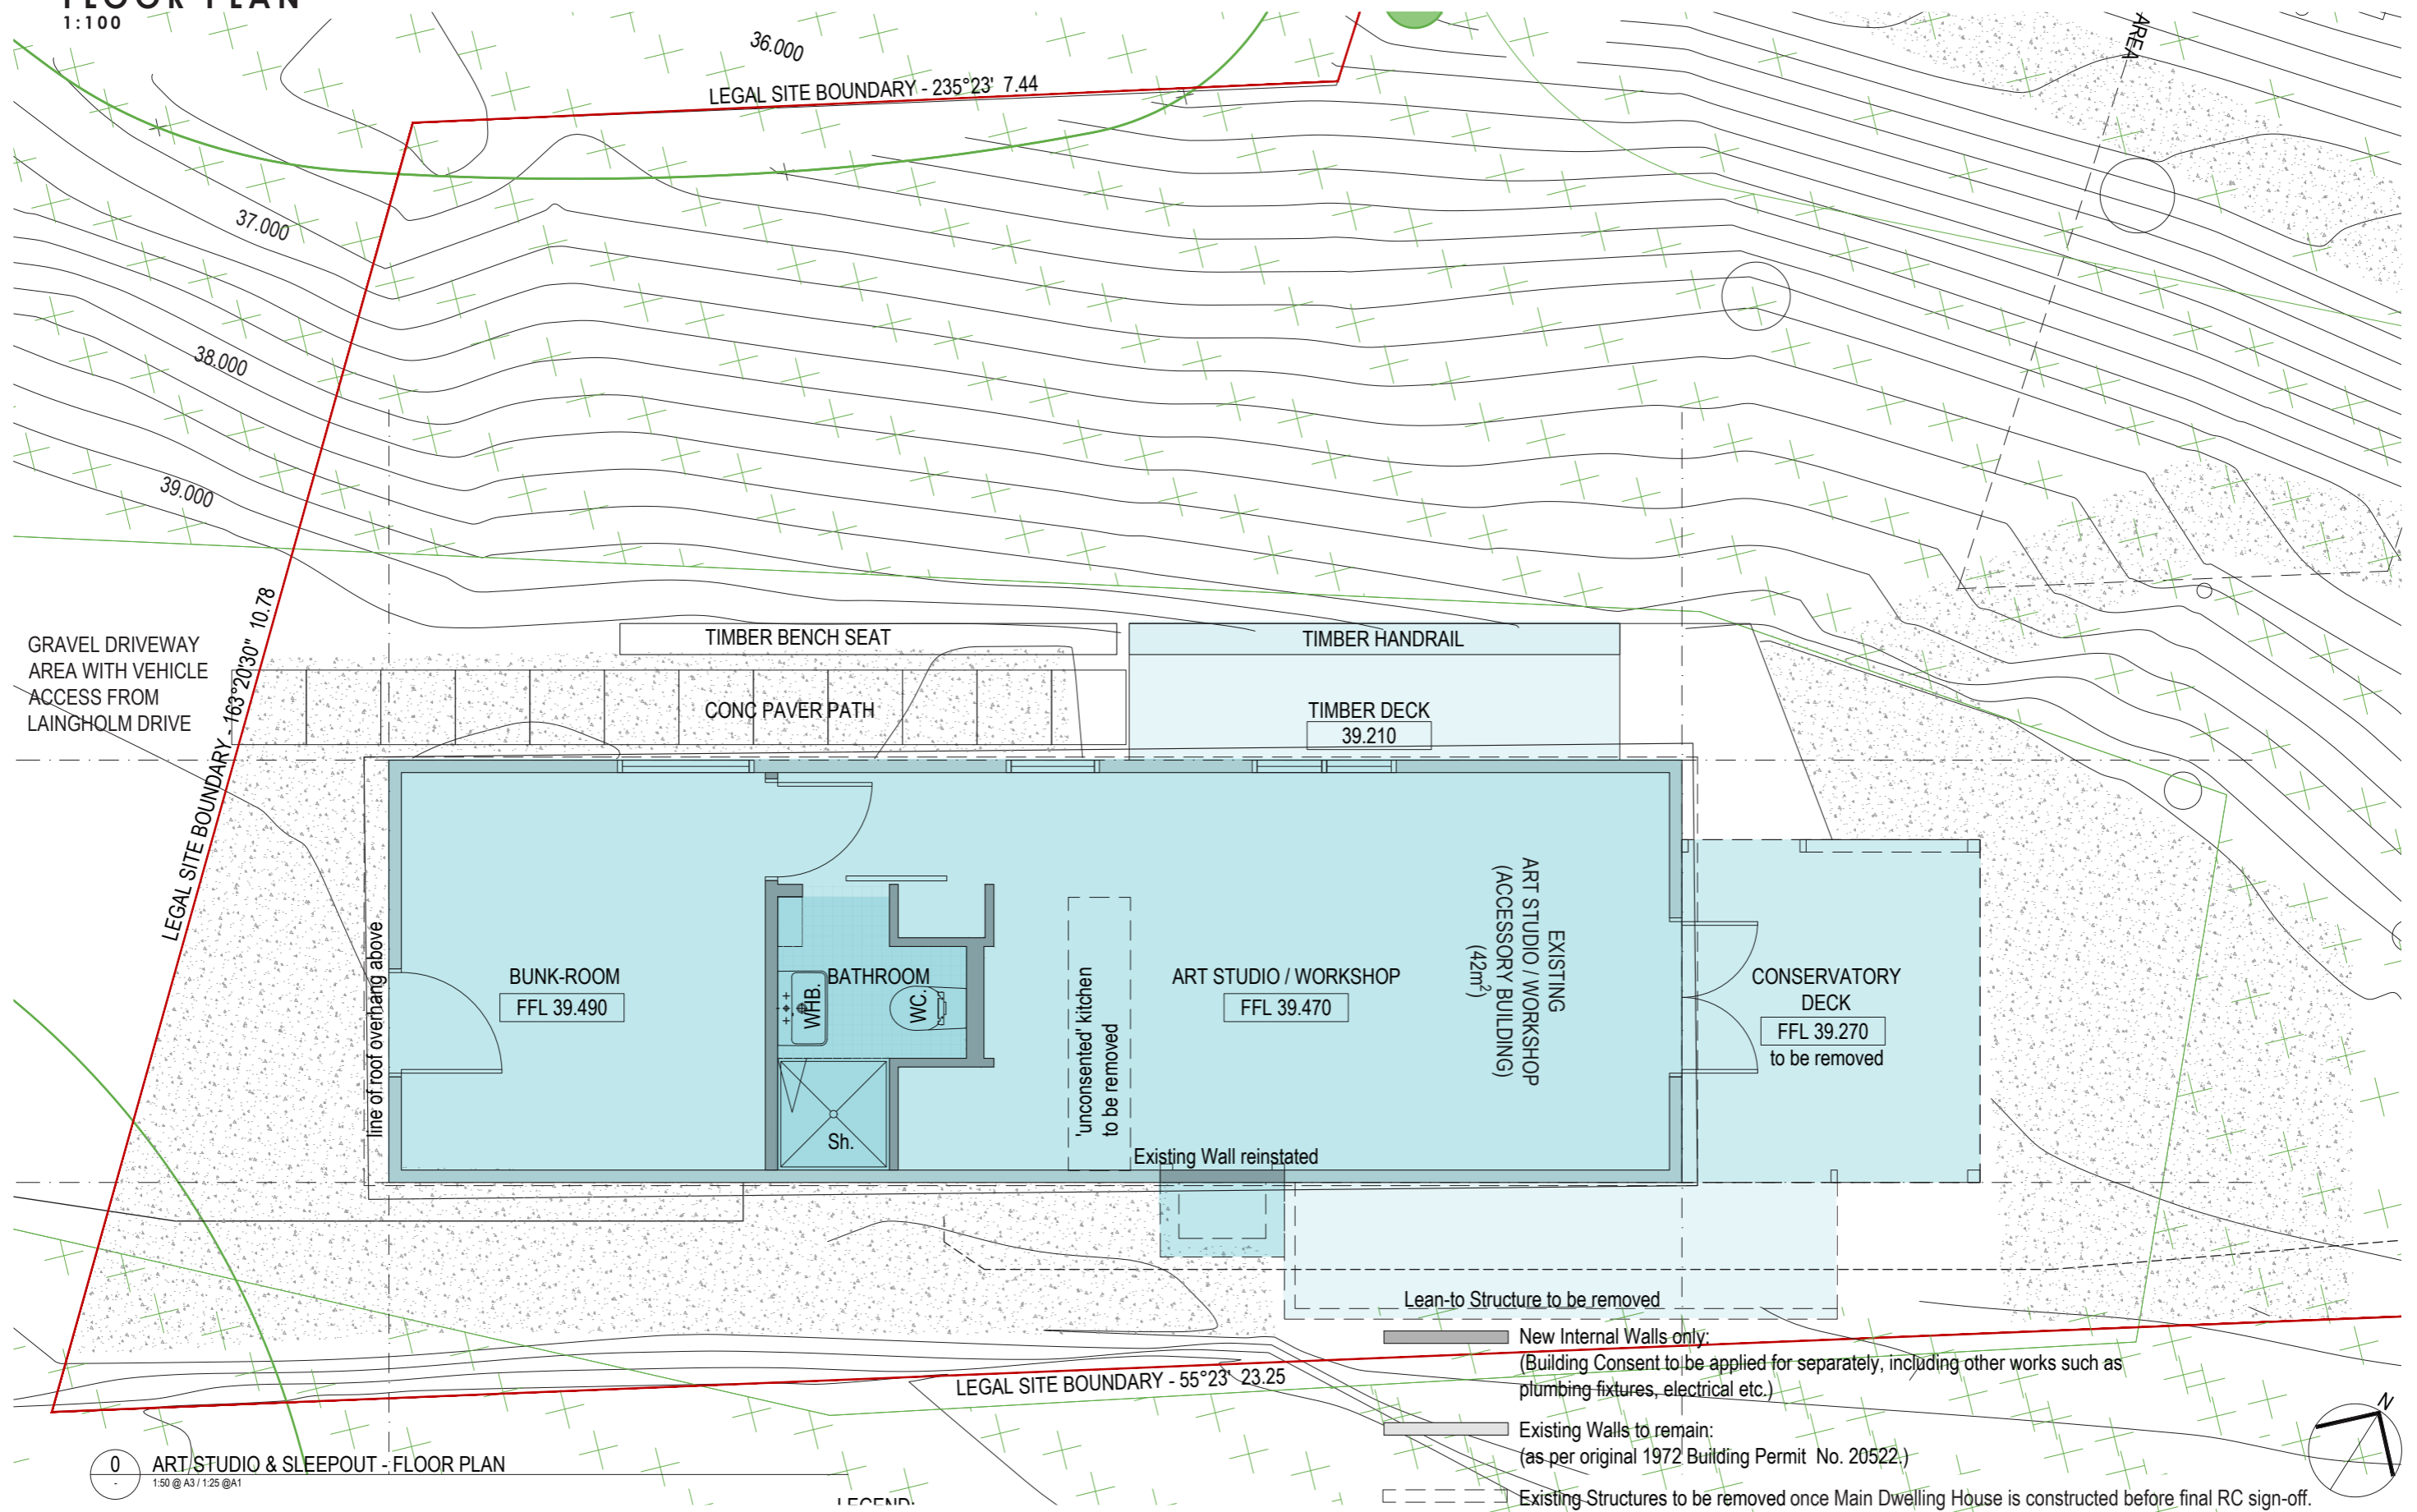 FLOOR PLAN
1:100
36.000
AREA
LEGAL SITE BOUNDARY - 235°23' 7.44
37.000
38.000
39.000
LEGAL SITE BOUNDARY - 163°20'30" 10.78
GRAVEL DRIVEWAY
AREA WITH VEHICLE
ACCESS FROM
LAINGHOLM DRIVE
TIMBER BENCH SEAT
TIMBER HANDRAIL
CONC PAVER PATH
TIMBER DECK
39.210
line of roof overhang above
BUNK-ROOM
FFL 39.490
BATHROOM
WHB.
WC.
Sh.
'unconsented' kitchen
to be removed
ART STUDIO / WORKSHOP
FFL 39.470
EXISTING
ART STUDIO / WORKSHOP
(ACCESSORY BUILDING)
(42m²)
CONSERVATORY
DECK
FFL 39.270
to be removed
Existing Wall reinstated
Lean-to Structure to be removed
New Internal Walls only:
(Building Consent to be applied for separately, including other works such as
plumbing fixtures, electrical etc.)
LEGAL SITE BOUNDARY - 55°23' 23.25
Existing Walls to remain:
(as per original 1972 Building Permit No. 20522.)
N
0
-
ART STUDIO & SLEEPOUT - FLOOR PLAN
1:50 @ A3 / 1:25 @A1
LEGEND:
Existing Structures to be removed once Main Dwelling House is constructed before final RC sign-off.